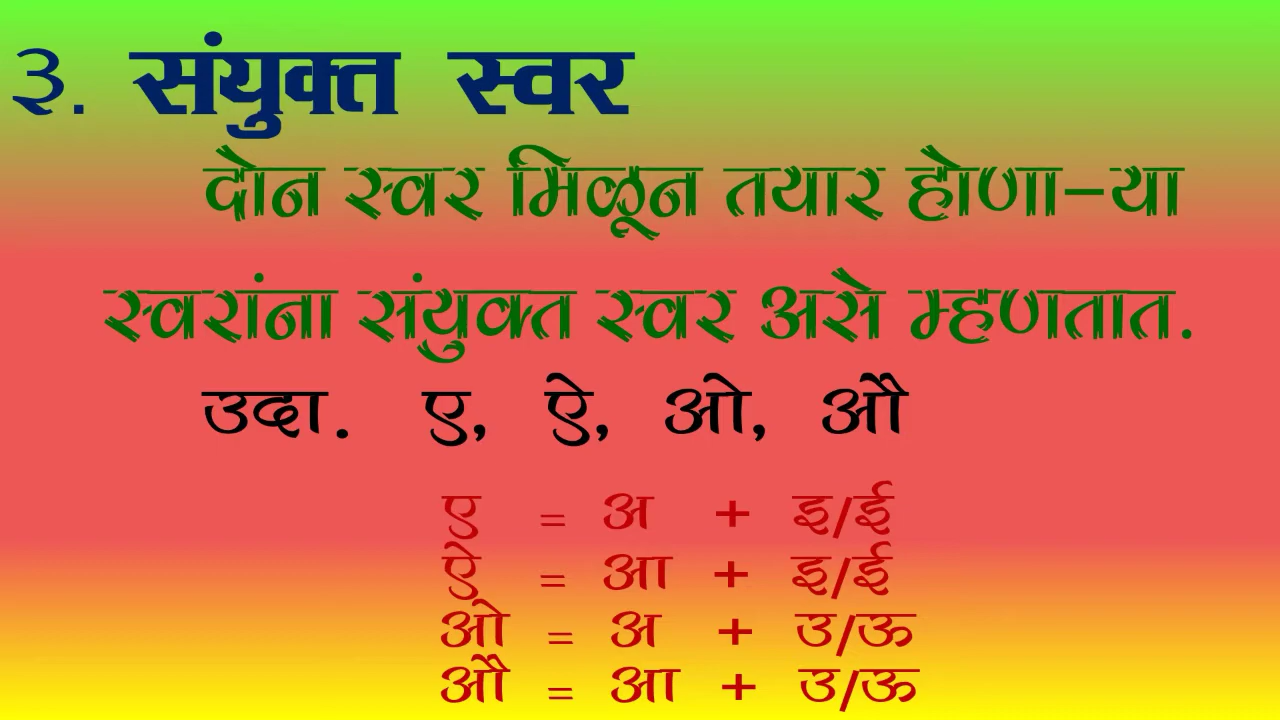 ३. संयुक्त स्वर
दोन स्वर मिळून तयार होणा-या
स्वरांना संयुक्त स्वर असे म्हणतात.
उदा. ए, ऐ, ओ, औ
ए = अ + इ/ई
ऐ = आ + इ/ई
ओ = अ + उ/ऊ
औ = आ + उ/ऊ